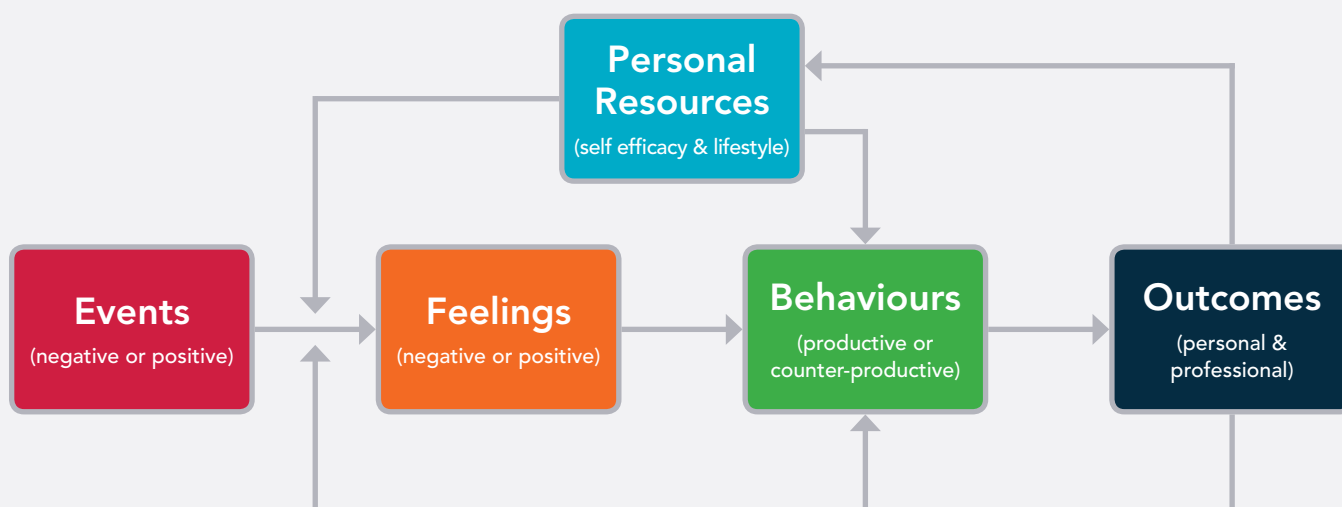 Personal
Resources
(self efficacy & lifestyle)
Events
(negative or positive)
Feelings
(negative or positive)
Behaviours
(productive or
counter-productive)
Outcomes
(personal &
professional)